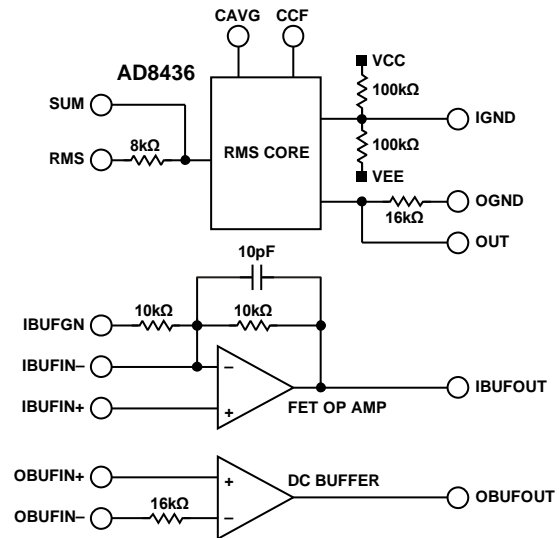 CAVG CCF
AD8436
VCC
SUM
100kΩ
IGND
8kΩ
RMS
RMS CORE
100kΩ
VEE
OGND
16kΩ
10pF
OUT
10kΩ
10kΩ
IBUFGN
IBUFIN–
–
IBUFOUT
IBUFIN+
+
FET OP AMP
OBUFIN+
+
DC BUFFER
16kΩ
OBUFOUT
OBUFIN–
–